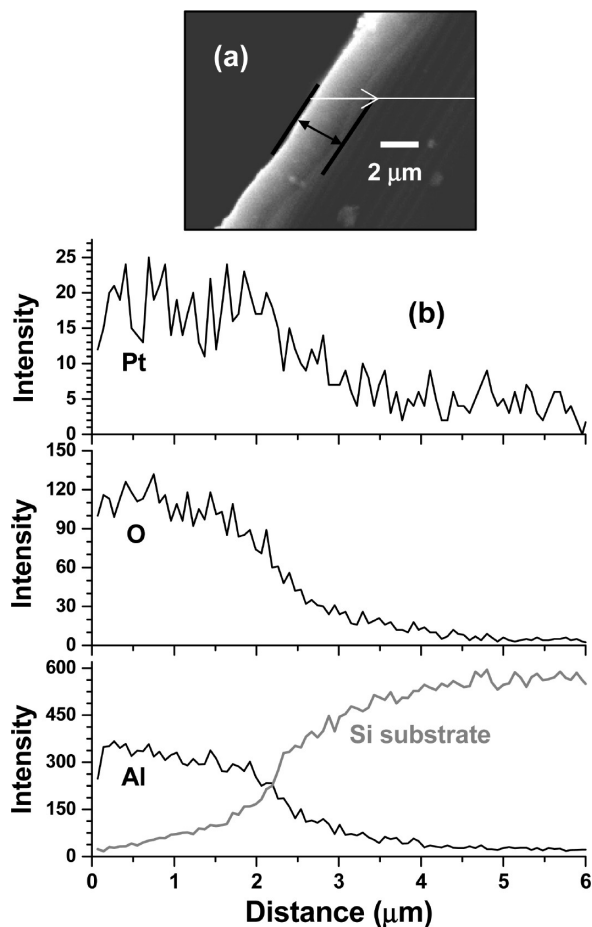 (a)
2 μm
(b)
25
20
15
10
5
0
Intensity
Pt
150
120
90
60
30
0
Intensity
O
600
450
300
150
0
Intensity
Si substrate
Al
0 1 2 3 4 5 6
Distance (μm)